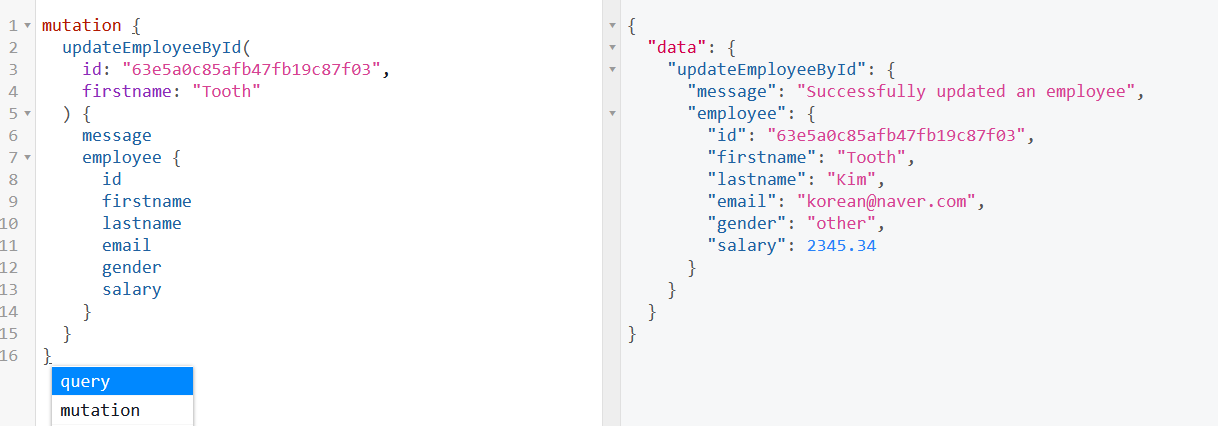 1 mutation {
2 updateEmployeeById(
3 id: "63e5a0c85afb47fb19c87f03",
4 firstname: "Tooth"
5 ) {
6 message
7 employee {
8 id
9 firstname
10 lastname
11 email
12 gender
13 salary
14 }
15 }
16 }
query
mutation
{
"data": {
"updateEmployeeById": {
"message": "Successfully updated an employee",
"employee": {
"id": "63e5a0c85afb47fb19c87f03",
"firstname": "Tooth",
"lastname": "Kim",
"email": "korean@naver.com",
"gender": "other",
"salary": 2345.34
}
}
}
}